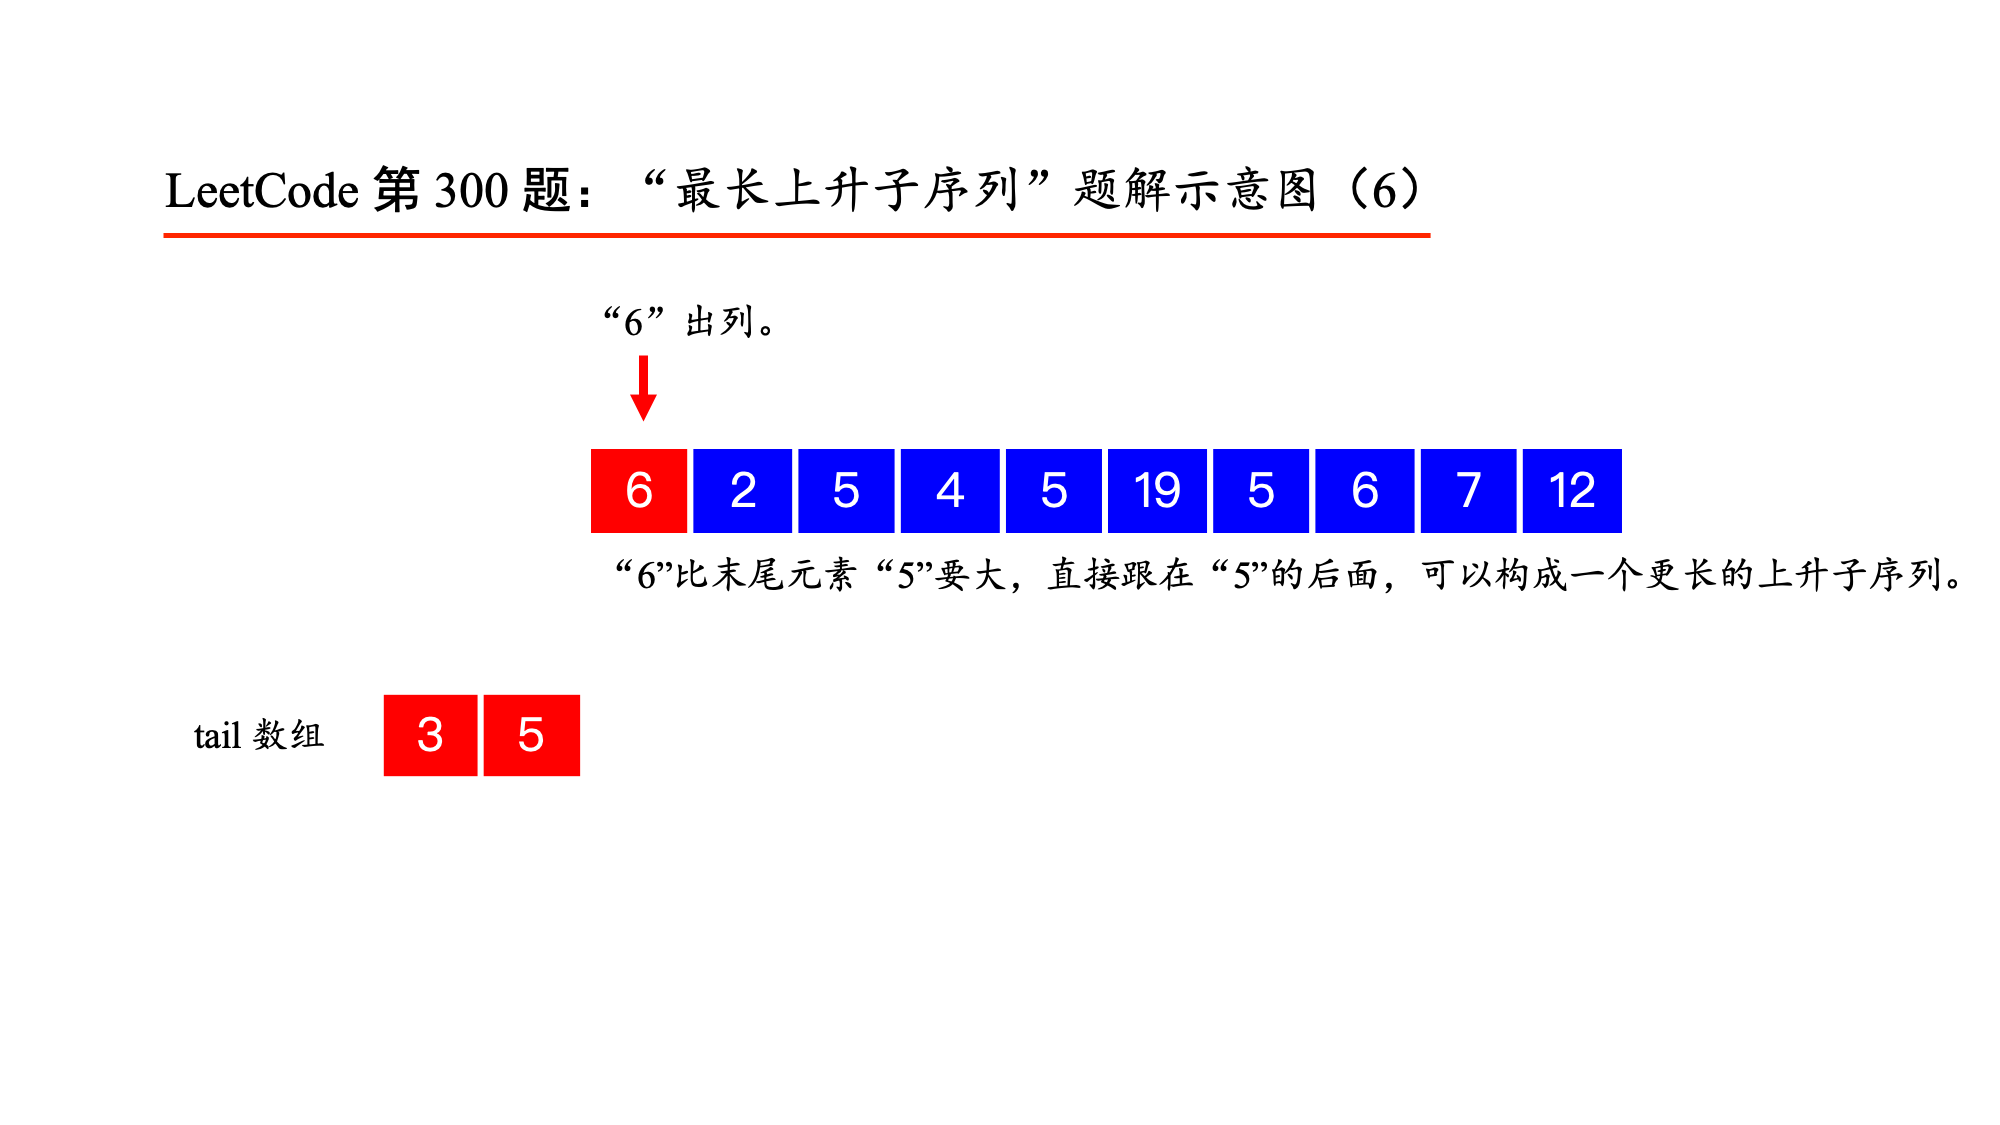 LeetCode 第 300 题：“最长上升子序列”题解示意图（6）
“6”出列。
6 2 5 4 5 19 5 6 7 12
“6”比末尾元素“5”要大，直接跟在“5”的后面，可以构成一个更长的上升子序列。
tail 数组 3 5